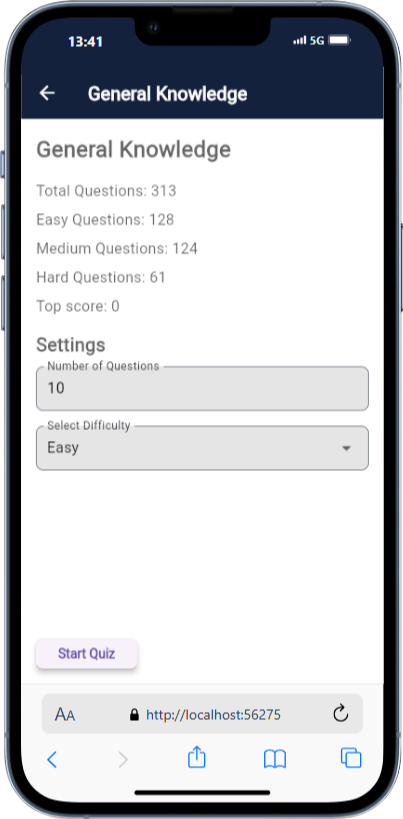 13:41
5G
General Knowledge
General Knowledge
Total Questions: 313
Easy Questions: 128
Medium Questions: 124
Hard Questions: 61
Top score: 0
Settings
Number of Questions
10
Select Difficulty
Easy
Start Quiz
AA
http://localhost:56275